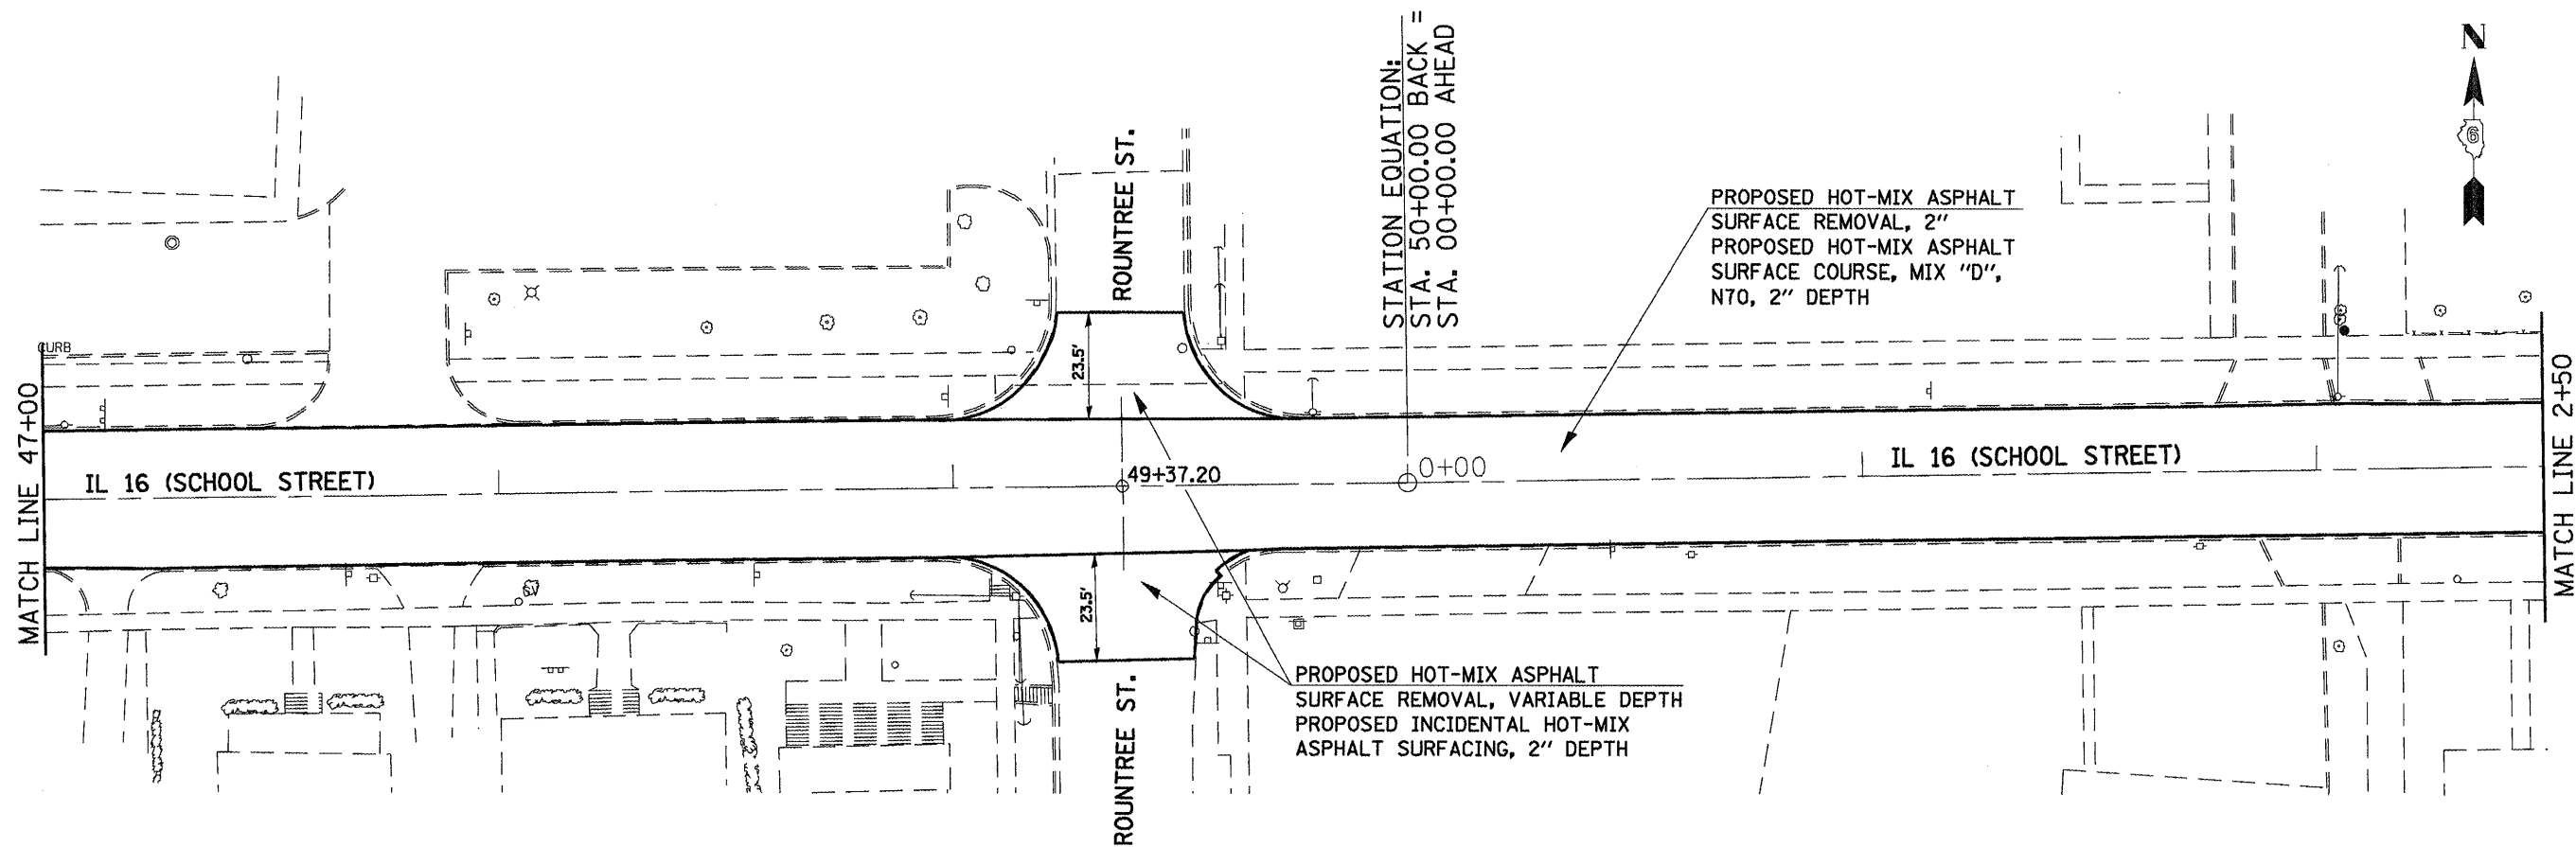 STATION EQUATION:
STA. 50+00.00 BACK =
STA. 00+00.00 AHEAD
N
6
ROUNTREE ST.
PROPOSED HOT-MIX ASPHALT
SURFACE REMOVAL, 2"
PROPOSED HOT-MIX ASPHALT
SURFACE COURSE, MIX "D",
N70, 2" DEPTH
CURB
23.5'
MATCH LINE 47+00
IL 16 (SCHOOL STREET)
49+37.20
0+00
IL 16 (SCHOOL STREET)
MATCH LINE 2+50
SV
23.5'
PROPOSED HOT-MIX ASPHALT
SURFACE REMOVAL, VARIABLE DEPTH
PROPOSED INCIDENTAL HOT-MIX
ASPHALT SURFACING, 2" DEPTH
ROUNTREE ST.